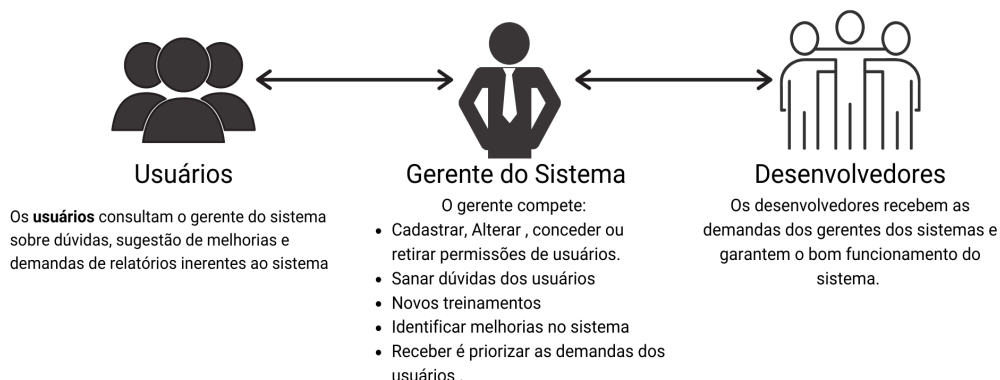 Usuários
Os usuários consultam o gerente do sistema
sobre dúvidas, sugestão de melhorias e
demandas de relatórios inerentes ao sistema
Gerente do Sistema
O gerente compete:
• Cadastrar, Alterar , conceder ou
retirar permissões de usuários.
• Sanar dúvidas dos usuários
• Novos treinamentos
• Identificar melhorias no sistema
• Receber é priorizar as demandas dos
usuários .
Desenvolvedores
Os desenvolvedores recebem as
demandas dos gerentes dos sistemas e
garantem o bom funcionamento do
sistema.